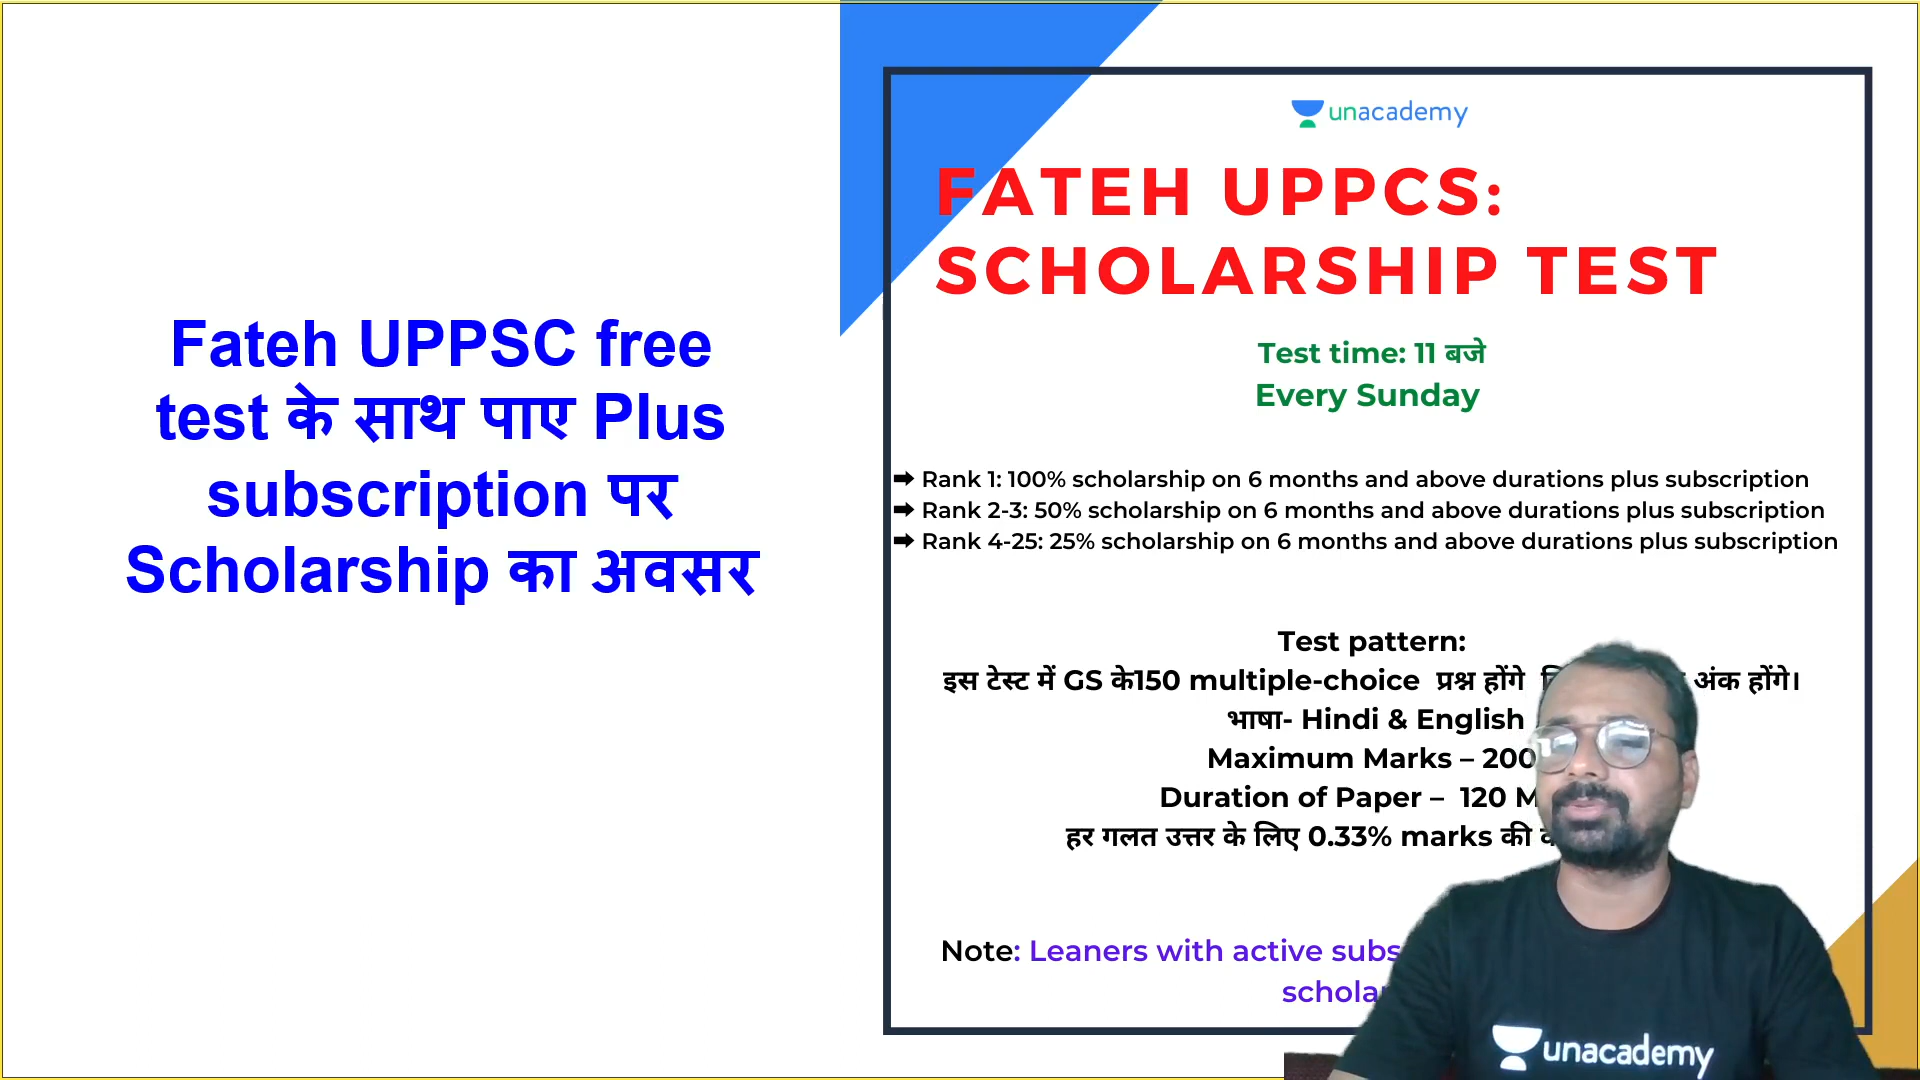 Fateh UPPSC free
test के साथ पाए Plus
subscription पर
Scholarship का अवसर
unacademy
FATEH UPPCS:
SCHOLARSHIP TEST
Test time: 11 बजे
Every Sunday
➡ Rank 1: 100% scholarship on 6 months and above durations plus subscription
➡ Rank 2-3: 50% scholarship on 6 months and above durations plus subscription
➡ Rank 4-25: 25% scholarship on 6 months and above durations plus subscription
Test pattern:
इस टेस्ट में GS के150 multiple-choice प्रश्न होंगे अंक होंगे।
भाषा- Hindi & English
Maximum Marks – 200
Duration of Paper – 120
हर गलत उत्तर के लिए 0.33% marks की
Note: Leaners with active
unacademy